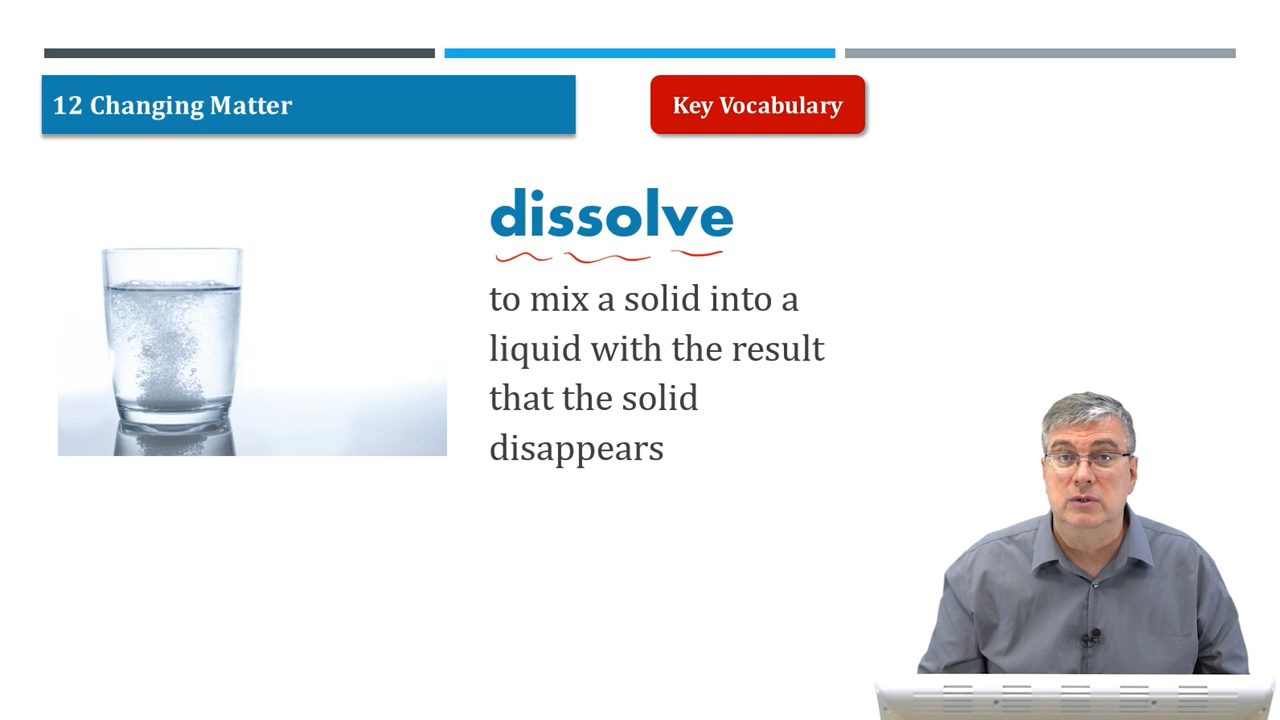 12 Changing Matter
Key Vocabulary
dissolve
to mix a solid into a
liquid with the result
that the solid
disappears